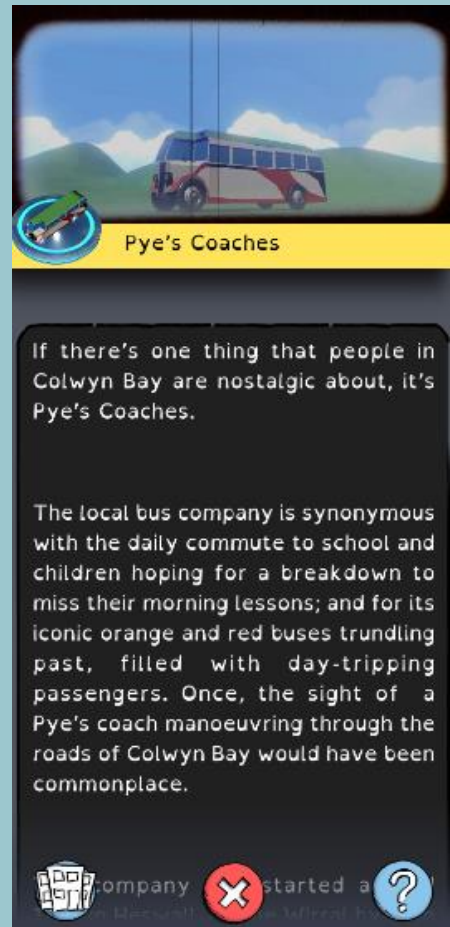 Pye's Coaches
If there's one thing that people in
Colwyn Bay are nostalgic about, it's
Pye's Coaches.
The local bus company is synonymous
with the daily commute to school and
children hoping for a breakdown to
miss their morning lessons; and for its
iconic orange and red buses trundling
past, filled with day-tripping
passengers. Once, the sight of a
Pye's coach manoeuvring through the
roads of Colwyn Bay would have been
commonplace.
company started a
Heswall Wirral
?